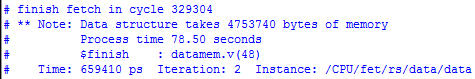 # finish fetch in cycle 329304
# ** Note: Data structure takes 4753740 bytes of memory
#          Process time 78.50 seconds
#          $finish    : datamem.v(48)
#    Time: 659410 ps  Iteration: 2  Instance: /CPU/fet/rs/data/data